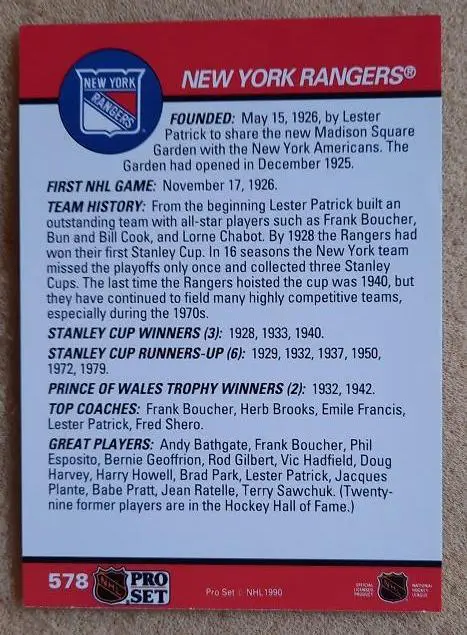 NEW YORK
RANGERS
NEW YORK RANGERS®
FOUNDED: May 15, 1926, by Lester
Patrick to share the new Madison Square
Garden with the New York Americans. The
Garden had opened in December 1925.
FIRST NHL GAME: November 17, 1926.
TEAM HISTORY: From the beginning Lester Patrick built an
outstanding team with all-star players such as Frank Boucher,
Bun and Bill Cook, and Lorne Chabot. By 1928 the Rangers had
won their first Stanley Cup. In 16 seasons the New York team
missed the playoffs only once and collected three Stanley
Cups. The last time the Rangers hoisted the cup was 1940, but
they have continued to field many highly competitive teams,
especially during the 1970s.
STANLEY CUP WINNERS (3): 1928, 1933, 1940.
STANLEY CUP RUNNERS-UP (6): 1929, 1932, 1937, 1950,
1972, 1979.
PRINCE OF WALES TROPHY WINNERS (2): 1932, 1942.
TOP COACHES: Frank Boucher, Herb Brooks, Emile Francis,
Lester Patrick, Fred Shero.
GREAT PLAYERS: Andy Bathgate, Frank Boucher, Phil
Esposito, Bernie Geoffrion, Rod Gilbert, Vic Hadfield, Doug
Harvey, Harry Howell, Brad Park, Lester Patrick, Jacques
Plante, Babe Pratt, Jean Ratelle, Terry Sawchuk. (Twenty-
nine former players are in the Hockey Hall of Fame.)
578 NHL PRO
SET
Pro Set © NHL 1990
OFFICIAL
LICENSED
PRODUCT
NHL
NATIONAL
HOCKEY
LEAGUE